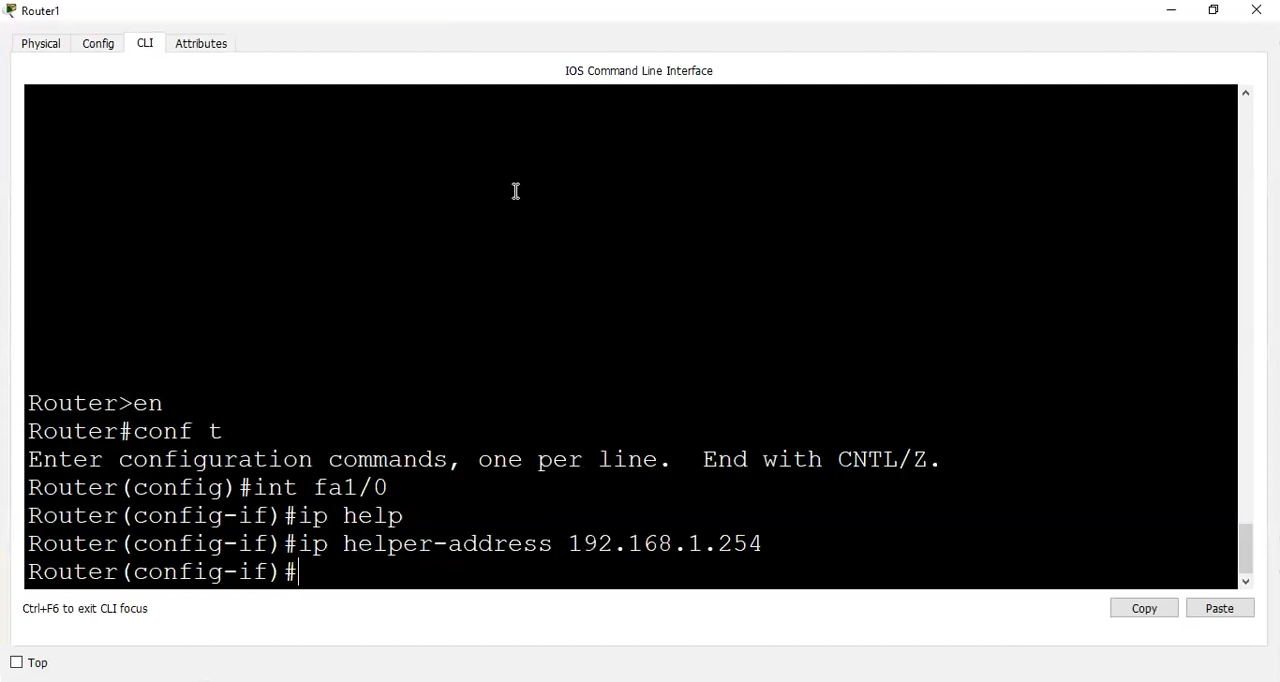 Router1
Physical Config CLI Attributes
IOS Command Line Interface
Router>en
Router#conf t
Enter configuration commands, one per line.  End with CNTL/Z.
Router(config)#int fa1/0
Router(config-if)#ip help
Router(config-if)#ip helper-address 192.168.1.254
Router(config-if)#
Ctrl+F6 to exit CLI focus
Copy Paste
Top